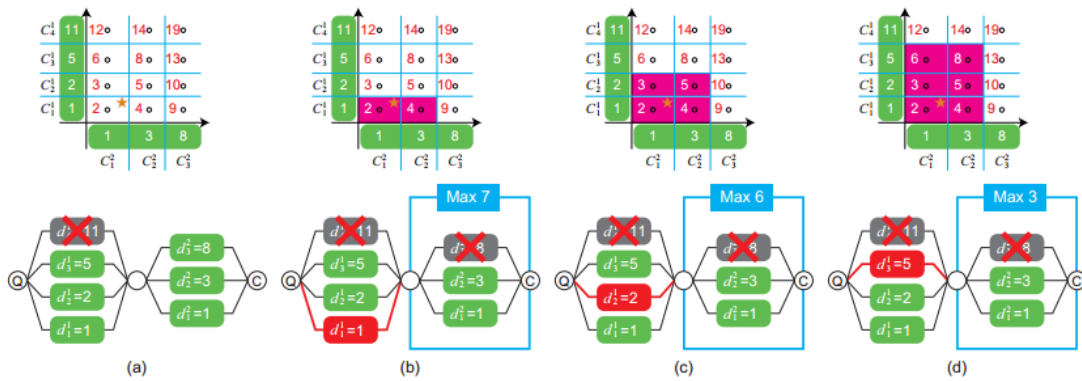 C₄¹ 11 12 14 19
C₃¹ 5 6 8 13
C₂¹ 2 3 5 10
C₁¹ 1 2 4 9
1 3 8
C₁² C₂² C₃²
C₄¹ 11 12 14 19
C₃¹ 5 6 8 13
C₂¹ 2 3 5 10
C₁¹ 1 2 4 9
1 3 8
C₁² C₂² C₃²
C₄¹ 11 12 14 19
C₃¹ 5 6 8 13
C₂¹ 2 3 5 10
C₁¹ 1 2 4 9
1 3 8
C₁² C₂² C₃²
C₄¹ 11 12 14 19
C₃¹ 5 6 8 13
C₂¹ 2 3 5 10
C₁¹ 1 2 4 9
1 3 8
C₁² C₂² C₃²
11
d₃¹=5
d₂¹=2
d₁¹=1
Q
d₃²=8
d₂²=3
d₁²=1
C
(a)
Max 7
11
d₃¹=5
d₂¹=2
d₁¹=1
Q
8
d₂²=3
d₁²=1
C
(b)
Max 6
11
d₃¹=5
d₂¹=2
d₁¹=1
Q
8
d₂²=3
d₁²=1
C
(c)
Max 3
11
d₃¹=5
d₂¹=2
d₁¹=1
Q
8
d₂²=3
d₁²=1
C
(d)